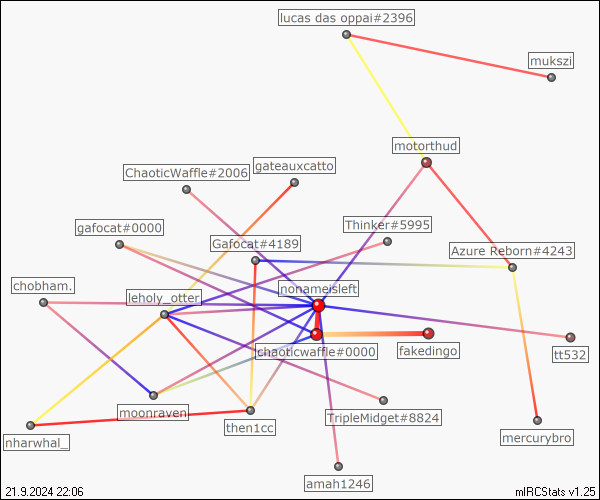 lucas das oppai#2396
mukszi
motorthud
gateauxcatto
ChaoticWaffle#2006
Thinker#5995
gafocat#0000
Gafocat#4189
Azure Reborn#4243
chobham.
nonameisleft
leholy_otter
chaoticwaffle#0000
fakedingo
tt532
moonraven
TripleMidget#8824
then1cc
nharwhal_
mercurybro
amah1246
21.9.2024 22:06
mIRCStats v1.25